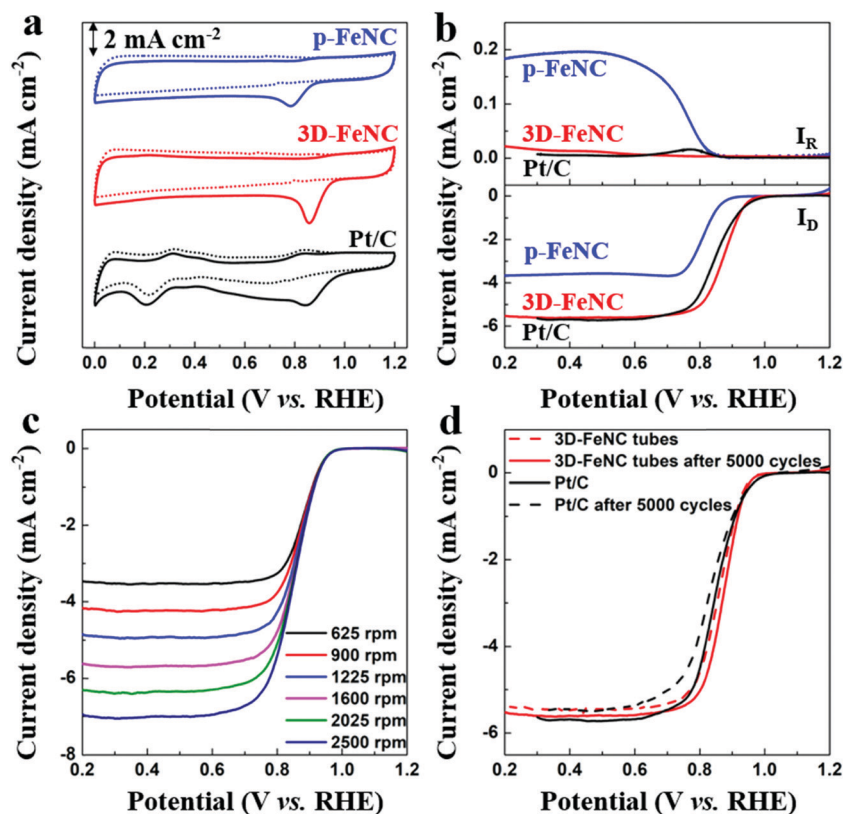 a
2 mA cm-2
p-FeNC
3D-FeNC
Pt/C
Current density (mA cm-2)
0.0 0.2 0.4 0.6 0.8 1.0 1.2
Potential (V vs. RHE)
b
0.2
0.1
0.0
p-FeNC
3D-FeNC
Pt/C
IR
0
-2
-4
-6
ID
p-FeNC
3D-FeNC
Pt/C
Current density (mA cm-2)
0.2 0.4 0.6 0.8 1.0 1.2
Potential (V vs. RHE)
c
0
-2
-4
-6
-8
Current density (mA cm-2)
625 rpm
900 rpm
1225 rpm
1600 rpm
2025 rpm
2500 rpm
0.2 0.4 0.6 0.8 1.0 1.2
Potential (V vs. RHE)
d
3D-FeNC tubes
3D-FeNC tubes after 5000 cycles
Pt/C
Pt/C after 5000 cycles
0
-2
-4
-6
Current density (mA cm-2)
0.2 0.4 0.6 0.8 1.0 1.2
Potential (V vs. RHE)